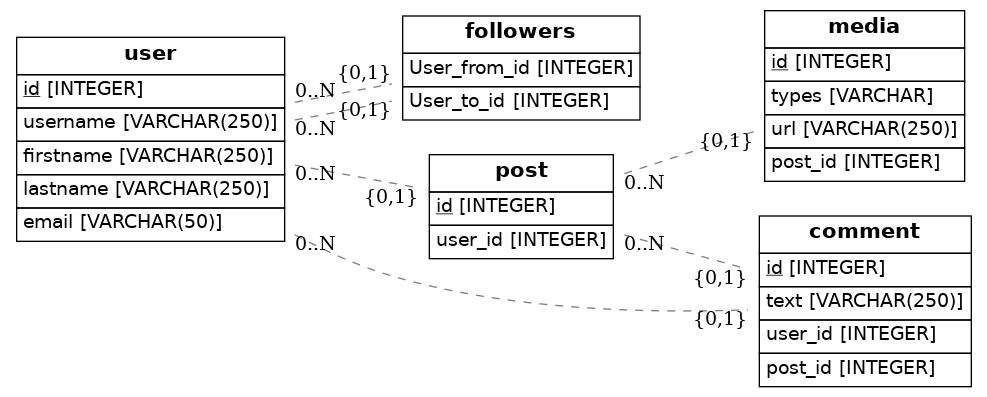 user
id [INTEGER]
username [VARCHAR(250)]
firstname [VARCHAR(250)]
lastname [VARCHAR(250)]
email [VARCHAR(50)]
0..N
{0,1}
0..N
{0,1}
0..N
{0,1}
0..N
{0,1}
followers
User_from_id [INTEGER]
User_to_id [INTEGER]
post
id [INTEGER]
user_id [INTEGER]
0..N
{0,1}
0..N
{0,1}
media
id [INTEGER]
types [VARCHAR]
url [VARCHAR(250)]
post_id [INTEGER]
comment
id [INTEGER]
text [VARCHAR(250)]
user_id [INTEGER]
post_id [INTEGER]